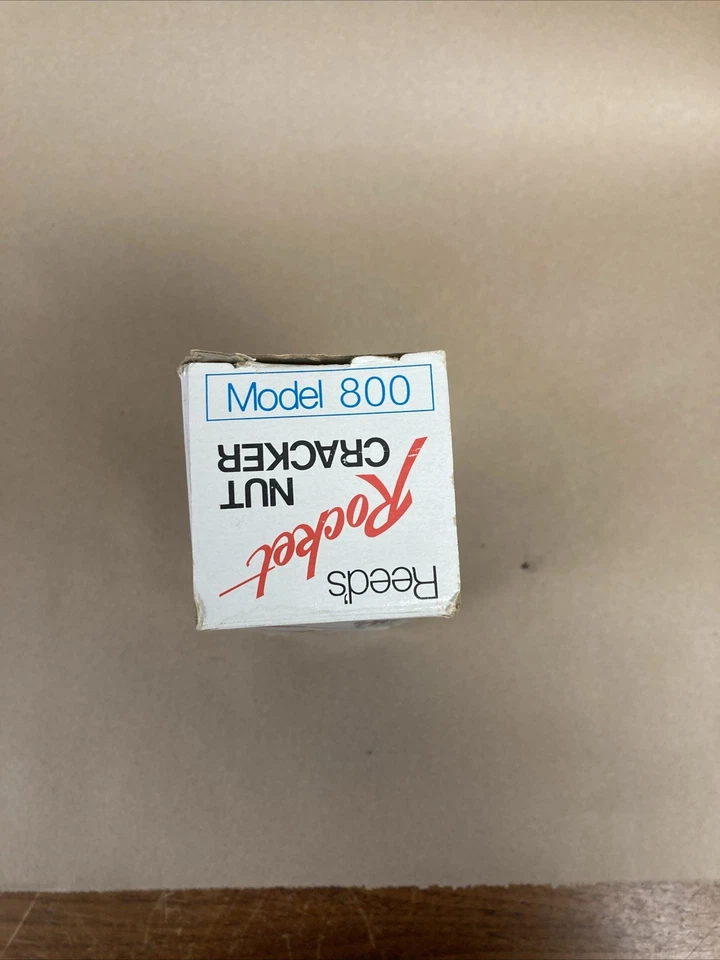 Model 800
Reed's
Rocket
NUT
CRACKER